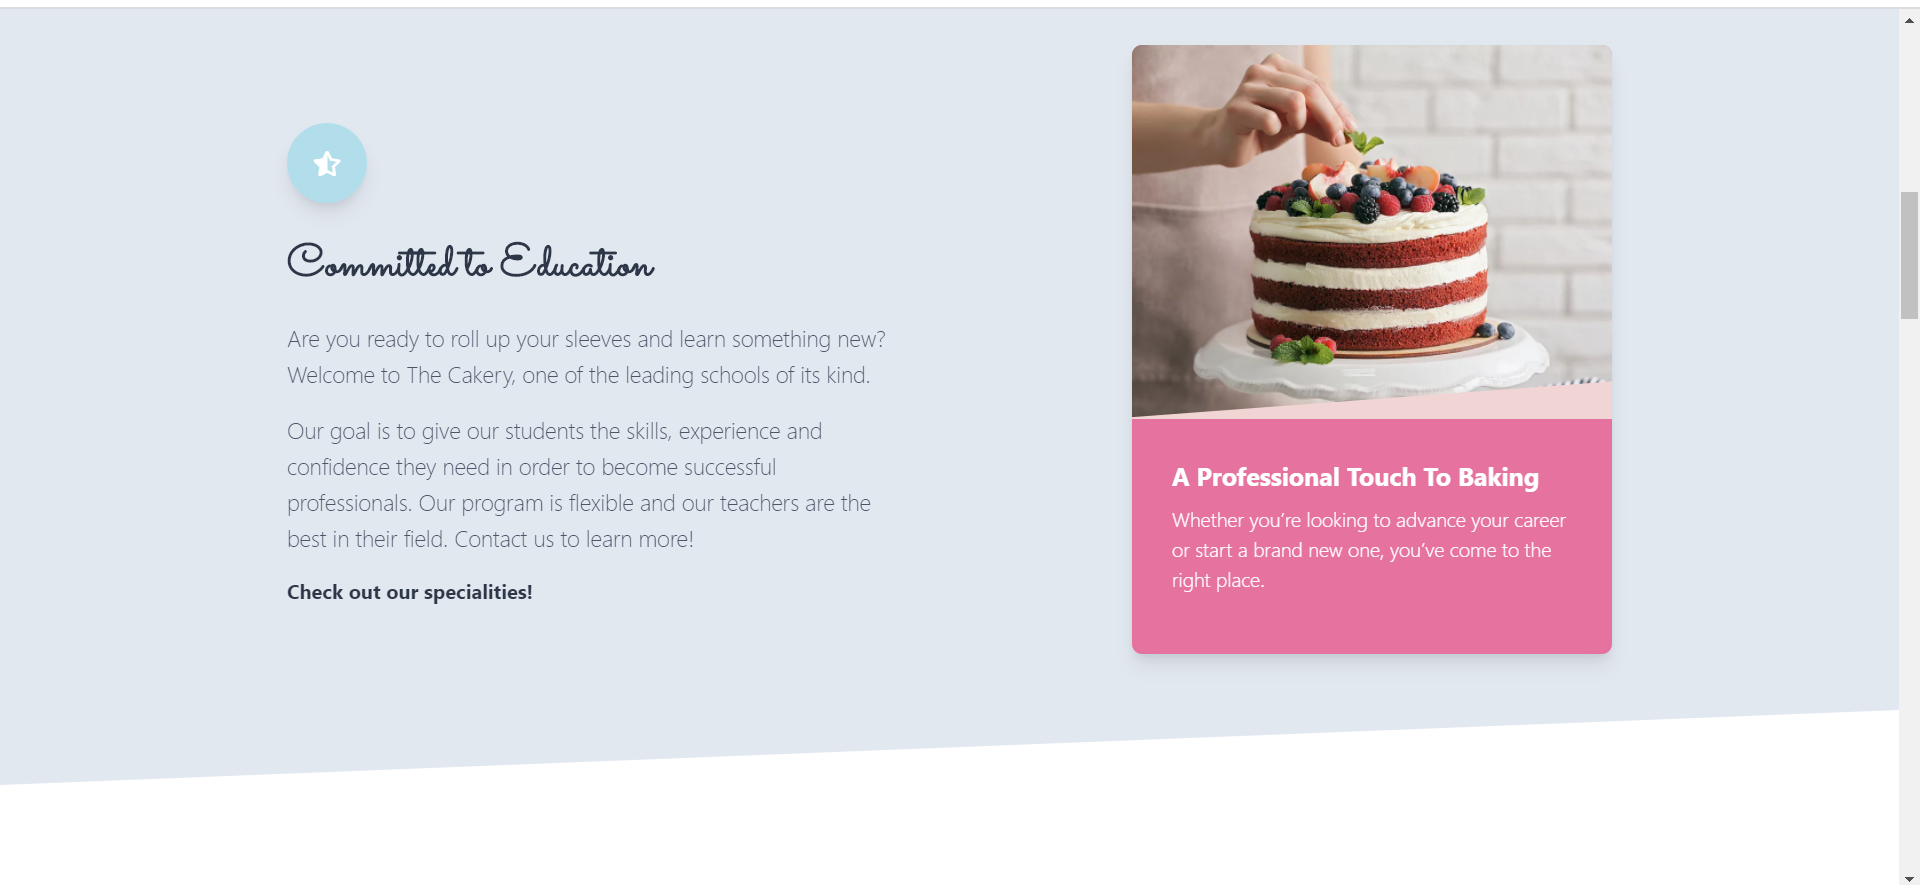 Committed to Education
Are you ready to roll up your sleeves and learn something new?
Welcome to The Cakery, one of the leading schools of its kind.
Our goal is to give our students the skills, experience and
confidence they need in order to become successful
professionals. Our program is flexible and our teachers are the
best in their field. Contact us to learn more!
Check out our specialities!
A Professional Touch To Baking
Whether you’re looking to advance your career
or start a brand new one, you’ve come to the
right place.